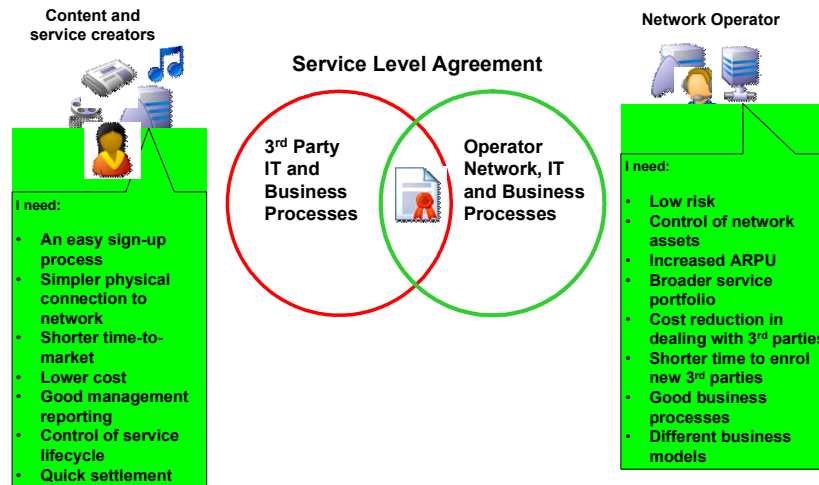 Content and
service creators
Network Operator
Service Level Agreement
3rd Party
IT and
Business
Processes
Operator
Network, IT
and Business
Processes
I need:
• An easy sign-up
process
• Simpler physical
connection to
network
• Shorter time-to-
market
• Lower cost
• Good management
reporting
• Control of service
lifecycle
• Quick settlement
I need:
• Low risk
• Control of network
assets
• Increased ARPU
• Broader service
portfolio
• Cost reduction in
dealing with 3rd parties
• Shorter time to enrol
new 3rd parties
• Good business
processes
• Different business
models